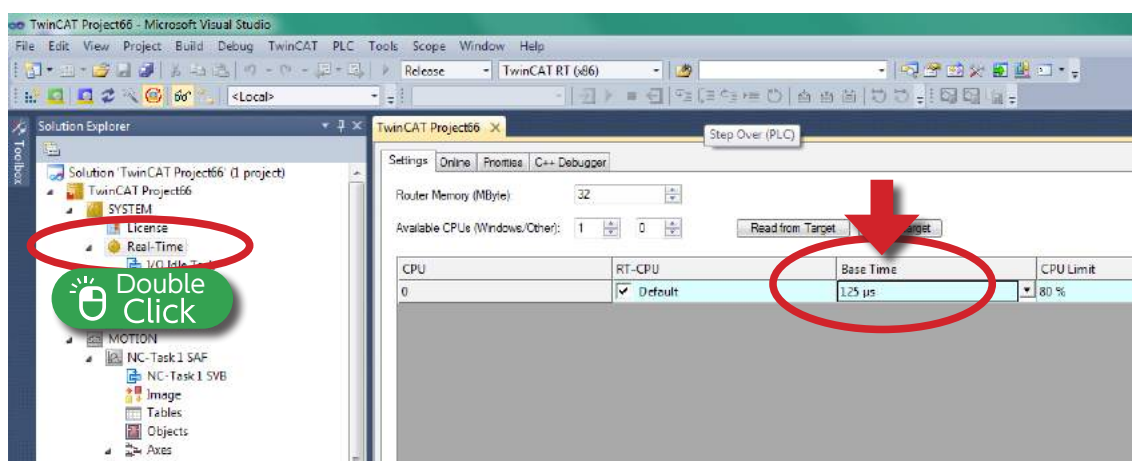 TwinCAT Project66 - Microsoft Visual Studio
File Edit View Project Build Debug TwinCAT PLC Tools Scope Window Help
Release TwinCAT RT (x86)
<Local>
Solution Explorer
TwinCAT Project66
Step Over (PLC)
Toolbox
Solution 'TwinCAT Project66' (1 project)
TwinCAT Project66
SYSTEM
License
Real-Time
I/O Idle Task
Double
Click
MOTION
NC-Task 1 SAF
NC-Task 1 SVB
Image
Tables
Objects
Axes
Settings Online Priorities C++ Debugger
Router Memory (MByte): 32
Available CPUs (Windows/Other): 1 0 Read from Target
CPU RT-CPU Base Time CPU Limit
0 Default 125 µs 80 %